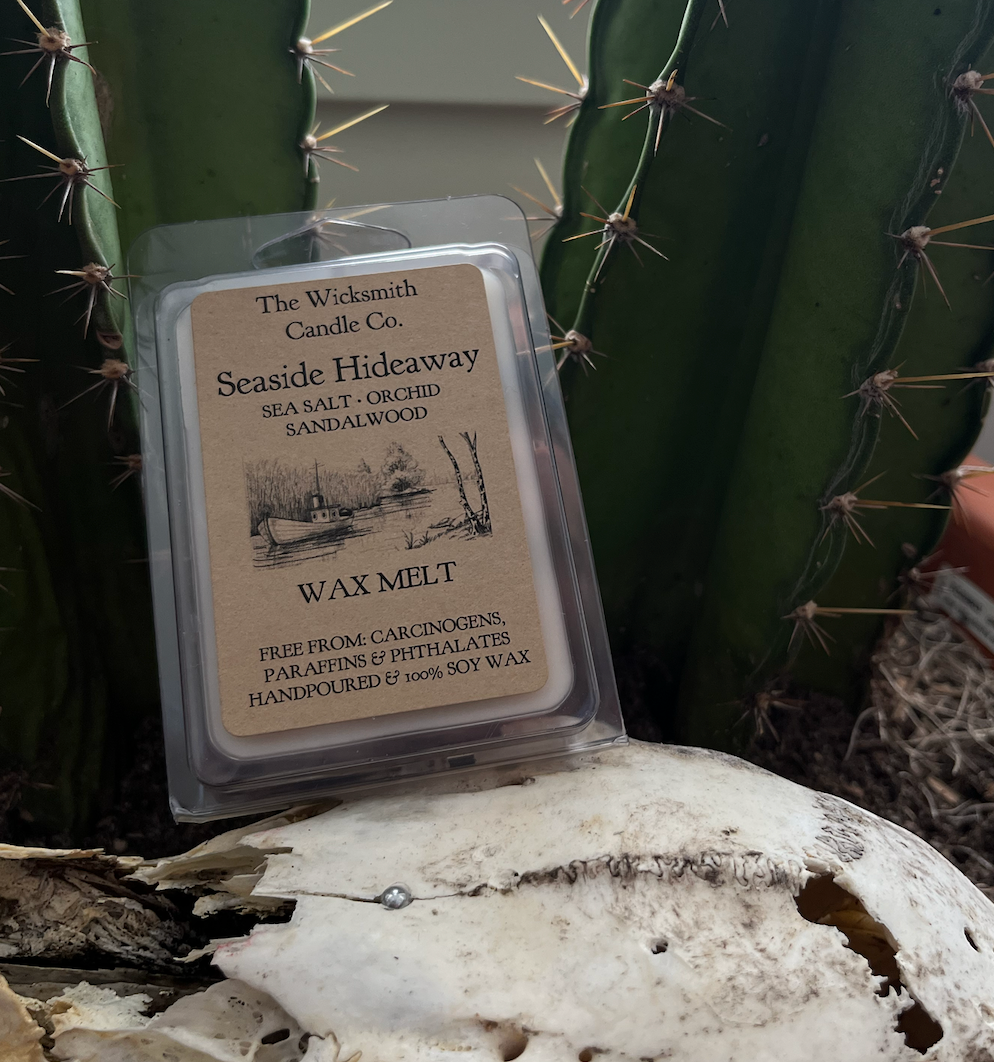 The Wicksmith
Candle Co.
Seaside Hideaway
SEA SALT · ORCHID
SANDALWOOD
WAX MELT
FREE FROM: CARCINOGENS,
PARAFFINS & PHTHALATES
HANDPOURED & 100% SOY WAX